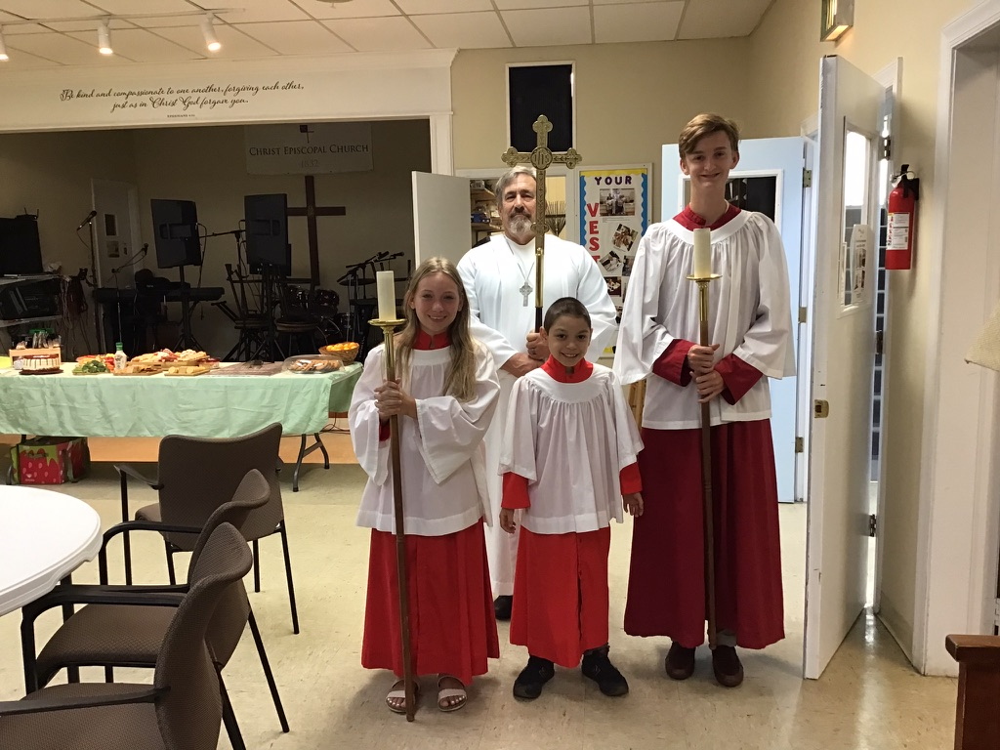 Be kind and compassionate to one another, forgiving each other,
just as in Christ God forgave you.
CHRIST EPISCOPAL CHURCH
YOUR
VEST